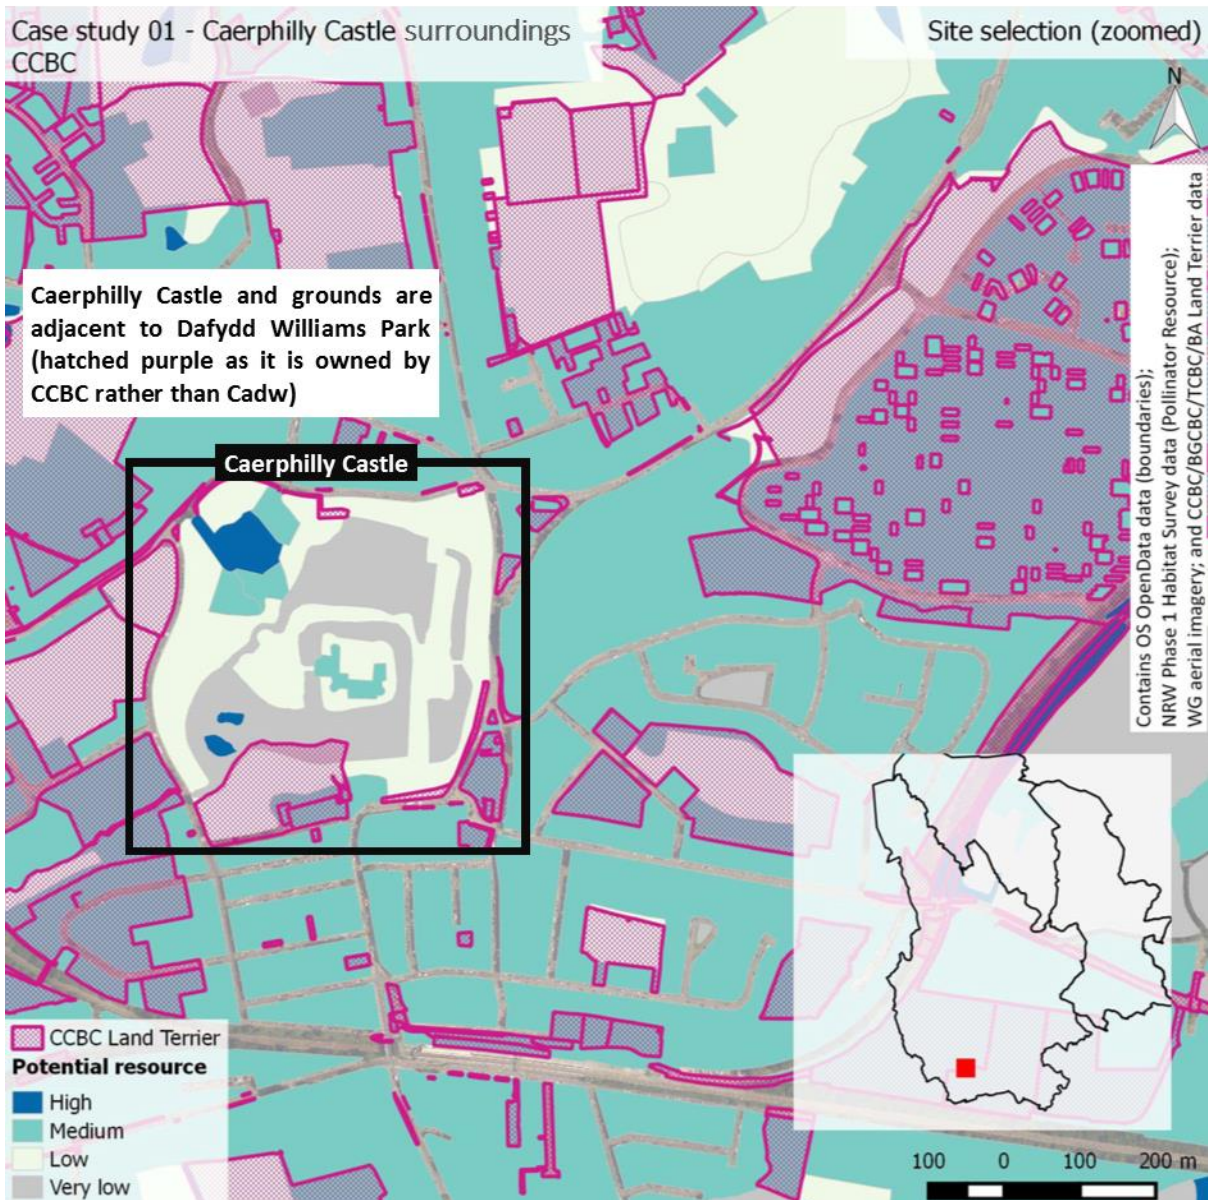 Case study 01 - Caerphilly Castle surroundings
CCBC
Site selection (zoomed)
N
Caerphilly Castle and grounds are
adjacent to Dafydd Williams Park
(hatched purple as it is owned by
CCBC rather than Cadw)
Caerphilly Castle
Contains OS OpenData data (boundaries);
NRW Phase 1 Habitat Survey data (Pollinator Resource);
WG aerial imagery; and CCBC/BGCBC/TCBC/BA Land Terrier data
CCBC Land Terrier
Potential resource
High
Medium
Low
Very low
100 0 100 200 m